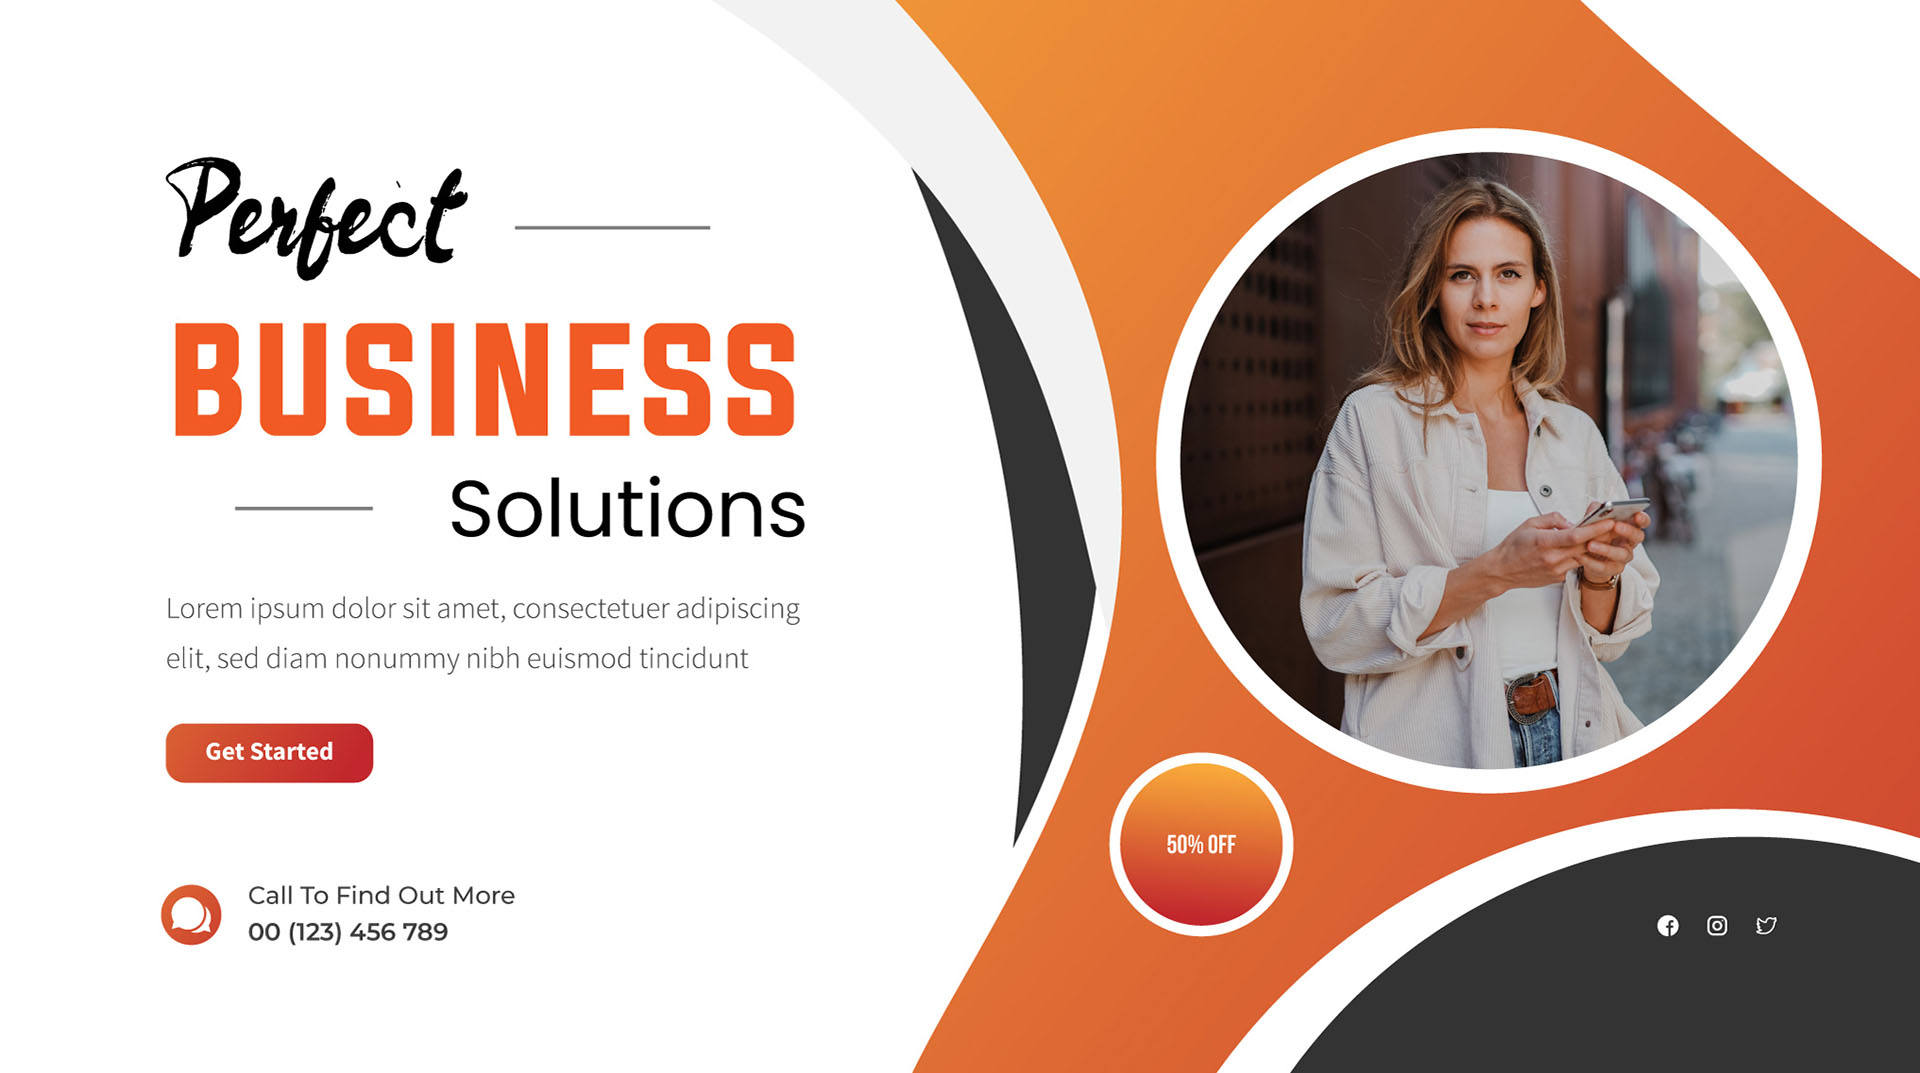 Perfect
BUSINESS
Solutions
Lorem ipsum dolor sit amet, consectetuer adipiscing
elit, sed diam nonummy nibh euismod tincidunt
Get Started
Call To Find Out More
00 (123) 456 789
50% OFF